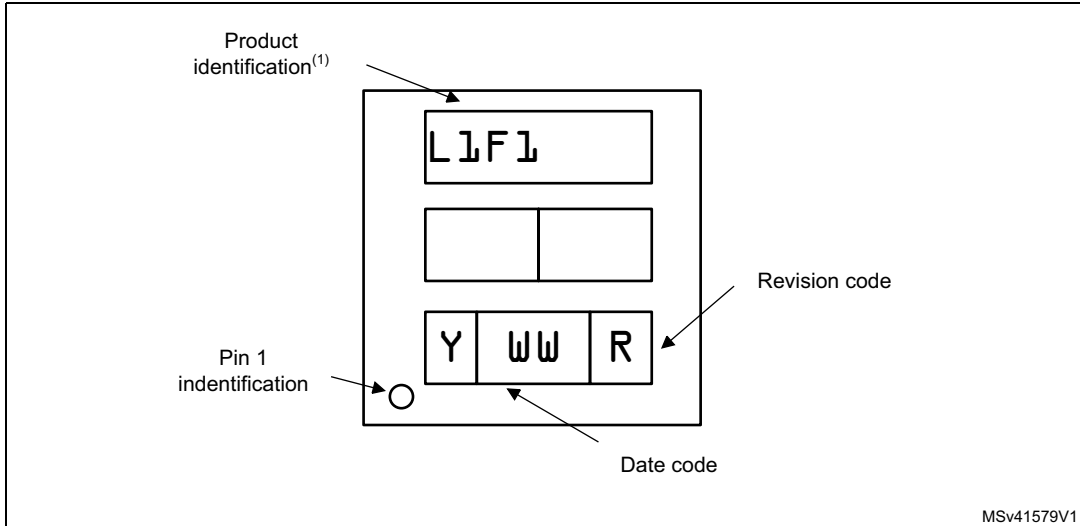 Product
identification(1)
L1F1
Revision code
Y WW R
Pin 1
indentification
Date code
MSv41579V1